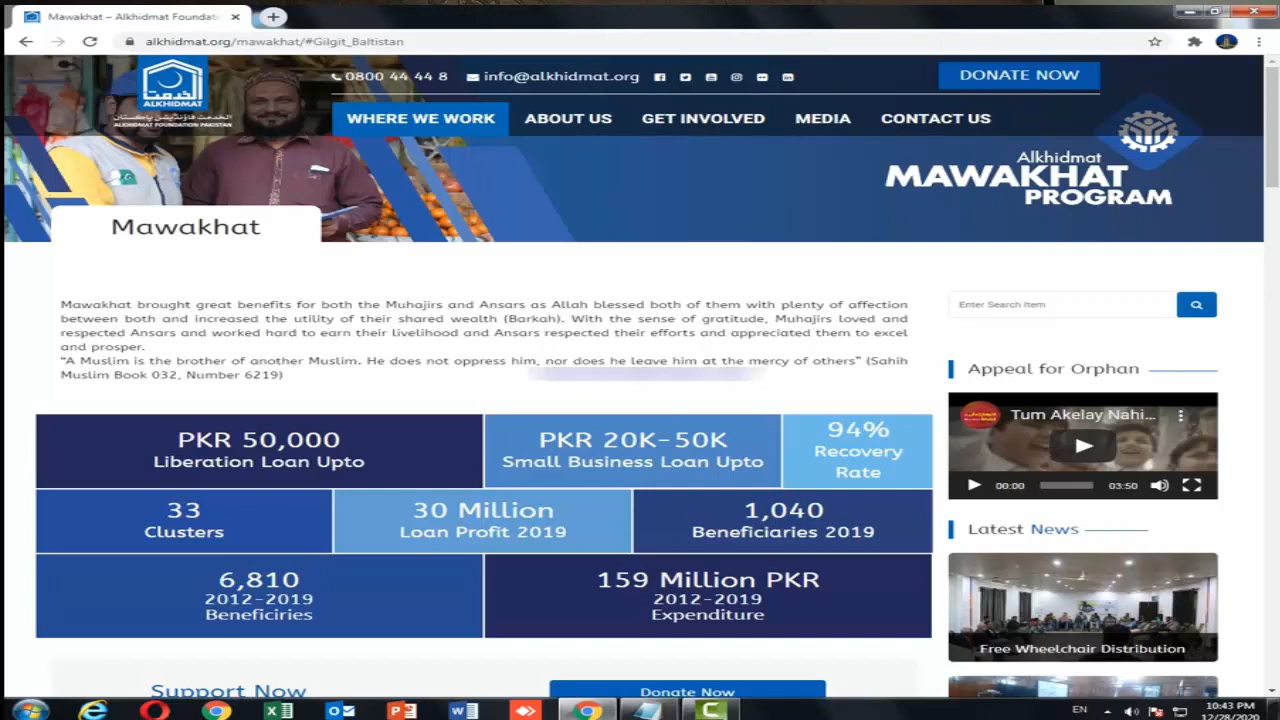 Mawakhat – Alkhidmat Foundat
alkhidmat.org/mawakhat/#Gilgit_Baltistan
الخدمت
ALKHIDMAT
الخدمت فاؤنڈیشن پاکستان
ALKHIDMAT FOUNDATION PAKISTAN
0800 44 44 8 info@alkhidmat.org
DONATE NOW
WHERE WE WORK ABOUT US GET INVOLVED MEDIA CONTACT US
Alkhidmat
MAWAKHAT
PROGRAM
Mawakhat
Mawakhat brought great benefits for both the Muhajirs and Ansars as Allah blessed both of them with plenty of affection
between both and increased the utility of their shared wealth (Barkah). With the sense of gratitude, Muhajirs loved and
respected Ansars and worked hard to earn their livelihood and Ansars respected their efforts and appreciated them to excel
and prosper.
“A Muslim is the brother of another Muslim. He does not oppress him, nor does he leave him at the mercy of others” (Sahih
Muslim Book 032, Number 6219)
Enter Search Item
PKR 50,000
Liberation Loan Upto
PKR 20K-50K
Small Business Loan Upto
94%
Recovery
Rate
33
Clusters
30 Million
Loan Profit 2019
1,040
Beneficiaries 2019
6,810
2012-2019
Beneficiries
159 Million PKR
2012-2019
Expenditure
Appeal for Orphan
Tum Akelay Nahi...
00:00 03:50
Latest News
Free Wheelchair Distribution
Support Now
Donate Now
EN
10:43 PM
12/28/2020